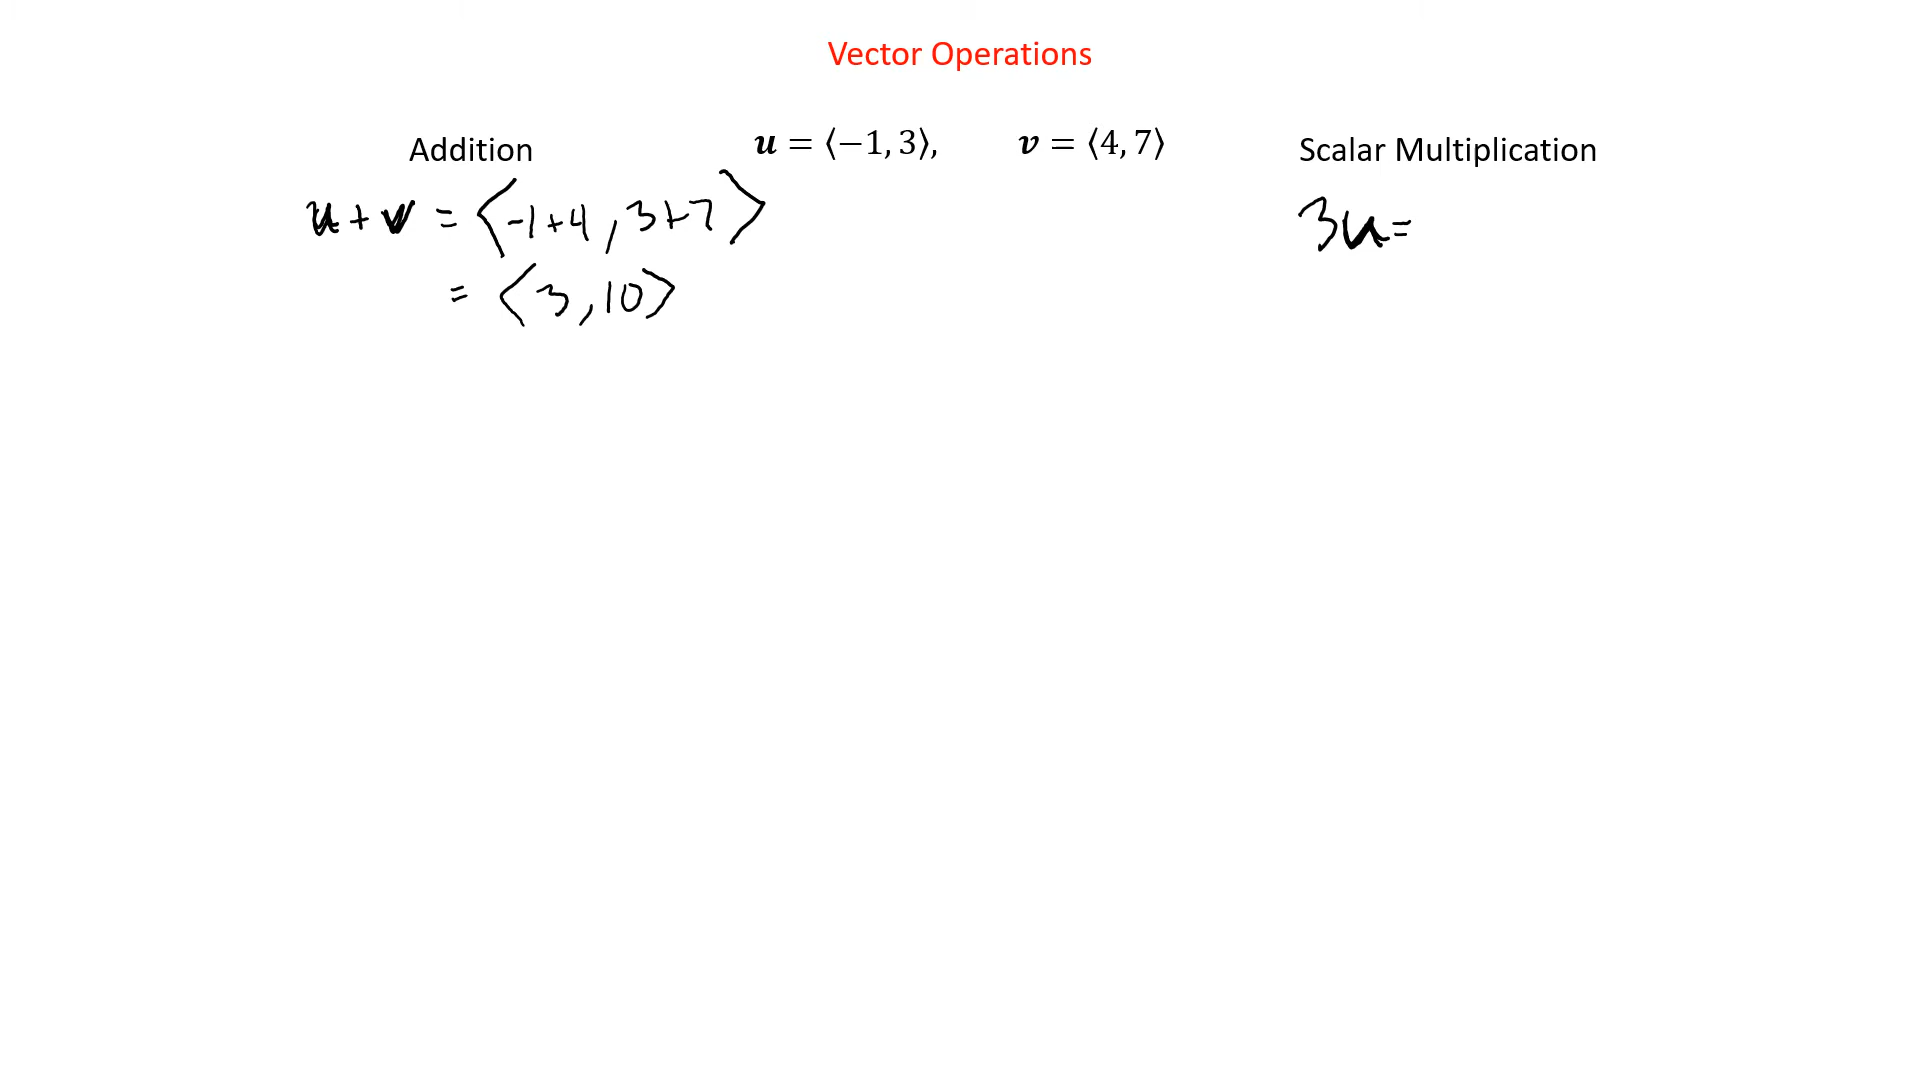 Vector Operations
Addition
u = ⟨−1, 3⟩, v = ⟨4, 7⟩
Scalar Multiplication
u + v = ⟨-1+4, 3+7⟩
= ⟨3, 10⟩
3u=